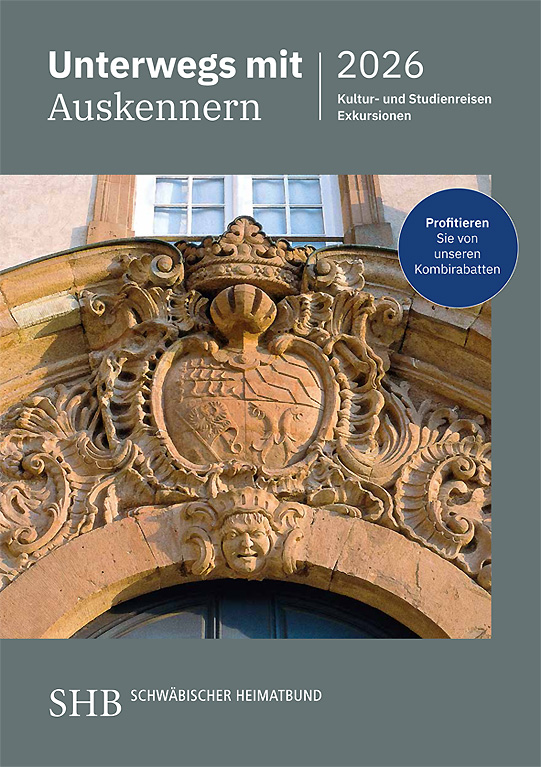 Unterwegs mit
Auskennern
2026
Kultur- und Studienreisen
Exkursionen
Profitieren
Sie von
unseren
Kombirabatten
SHB SCHWÄBISCHER HEIMATBUND